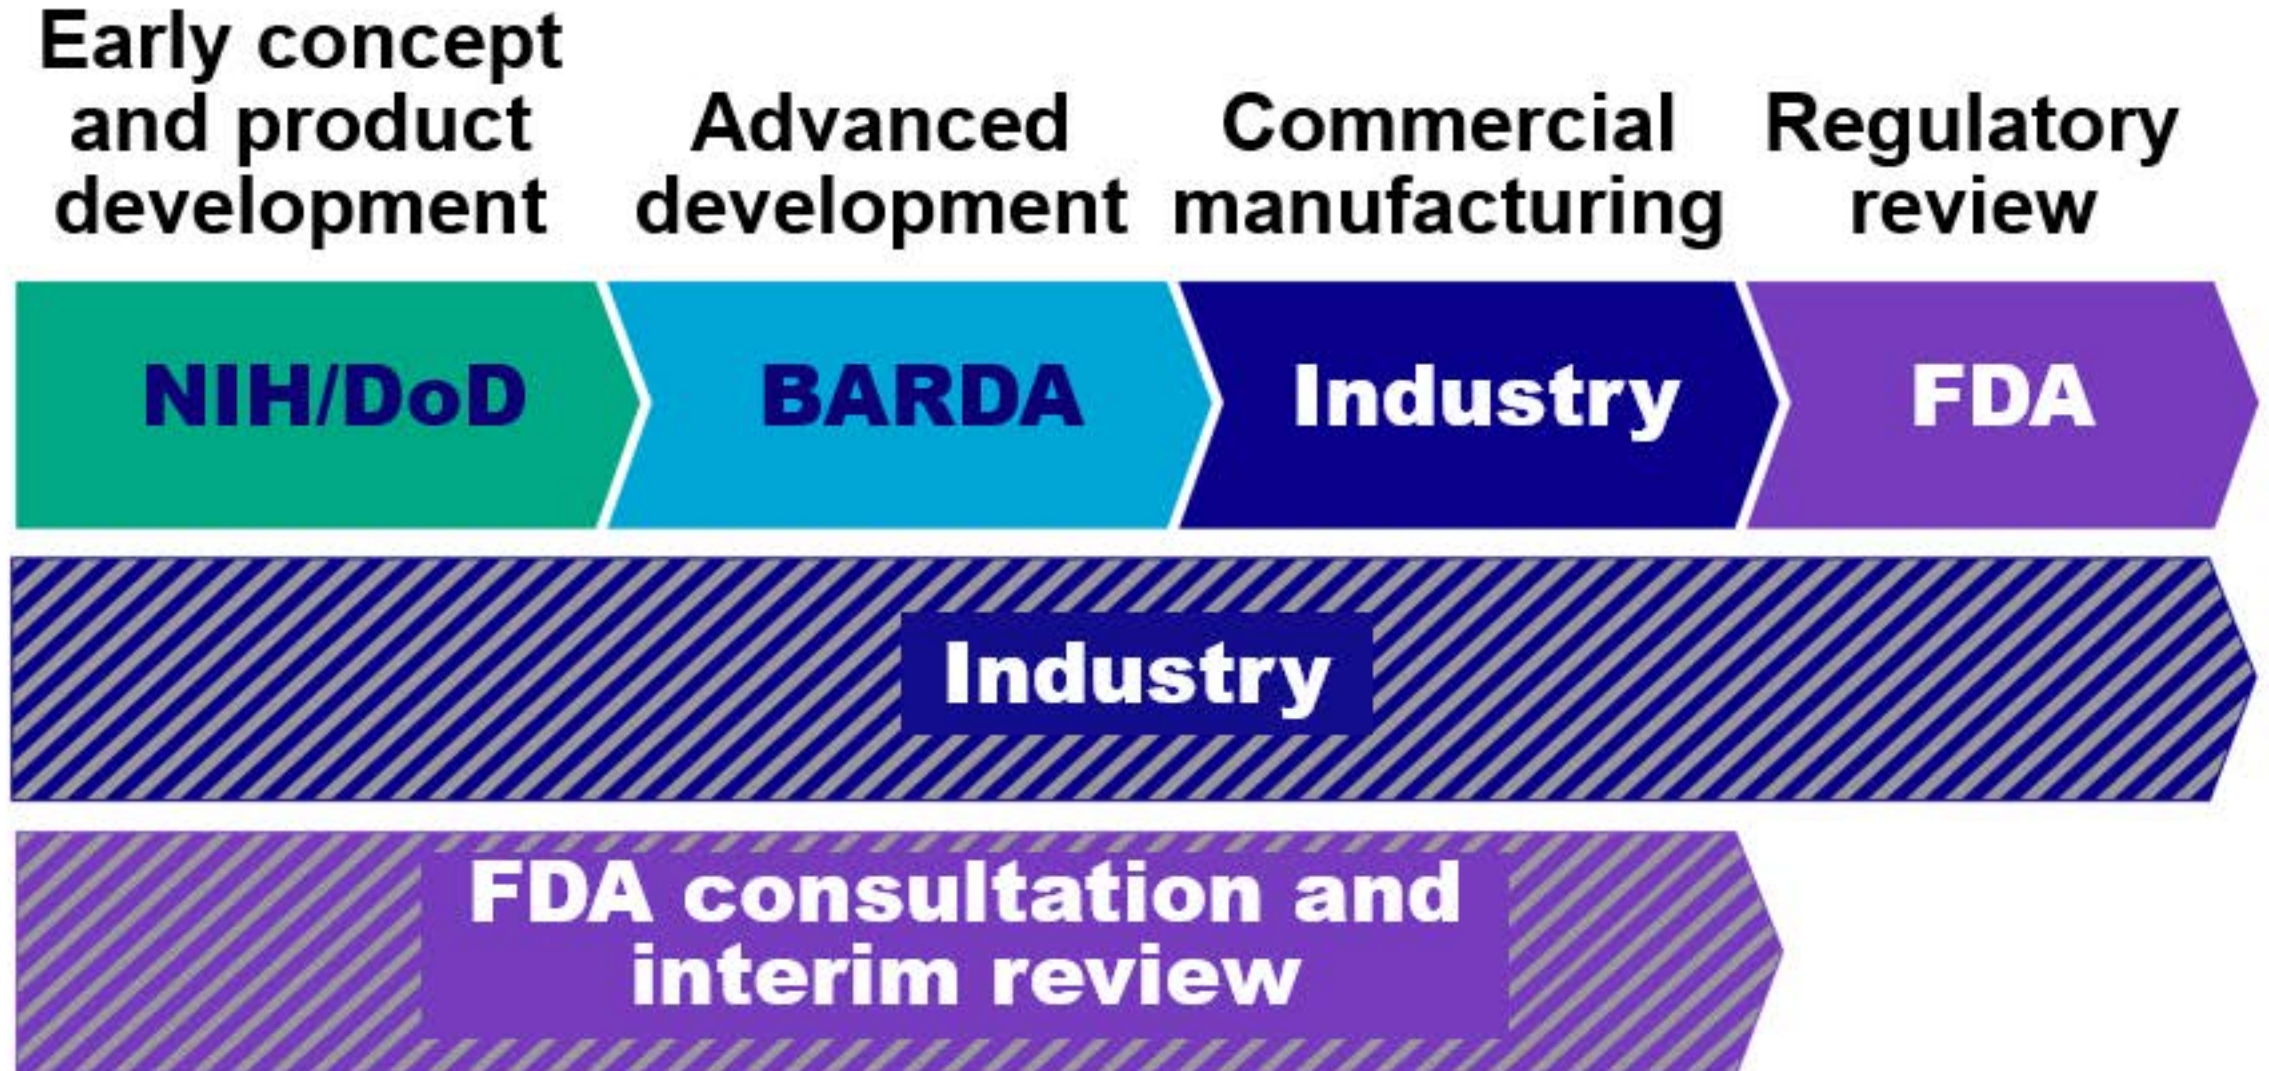 Early concept
and product
development
Advanced
development
Commercial
manufacturing
Regulatory
review
NIH/DoD
BARDA
Industry
FDA
Industry
FDA consultation and
interim review